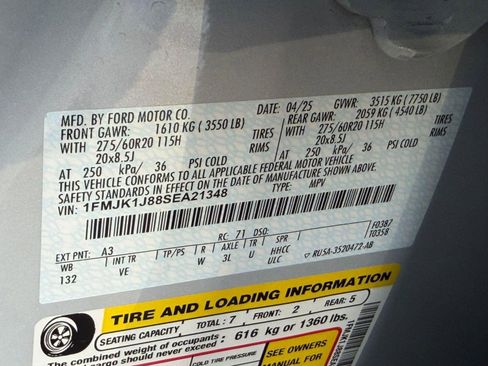 MFD. BY FORD MOTOR CO.
DATE: 04/25 GVWR: 3515 KG ( 7750 LB)
FRONT GAWR: 1610 KG ( 3550 LB) REAR GAWR: 2059 KG ( 4540 LB)
WITH 275/60R20 115H TIRES WITH 275/60R20 115H TIRES
20x8.5J RIMS 20x8.5J RIMS
AT 250 kPa/ 36 PSI COLD AT 250 kPa/ 36 PSI COLD
THIS VEHICLE CONFORMS TO ALL APPLICABLE FEDERAL MOTOR VEHICLE
SAFETY STANDARDS IN EFFECT ON THE DATE OF MANUFACTURE SHOWN ABOVE.
VIN: 1FMJK1J88SEA21348 TYPE: MPV
F0387
T0358
EXT PNT: A3 RC: 71 DSO:
WB INT TR TP/PS R AXLE TR SPR
132 VE W 3L U HHCC
ULC RUSA-3520472-AB
TIRE AND LOADING INFORMATION
SEATING CAPACITY TOTAL: 7 FRONT: 2 REAR: 5
The combined weight of occupants
and cargo should never exceed: 616 kg or 1360 lbs.
COLD TIRE PRESSURE
SEE OWNERS
MANUAL FOR